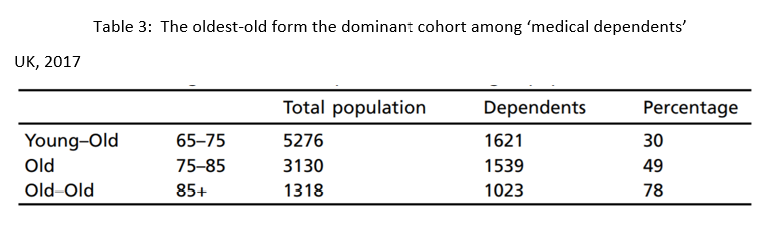 Table 3:  The oldest-old form the dominant cohort among ‘medical dependents’
UK, 2017
Total population Dependents Percentage
Young–Old 65–75 5276 1621 30
Old 75–85 3130 1539 49
Old–Old 85+ 1318 1023 78